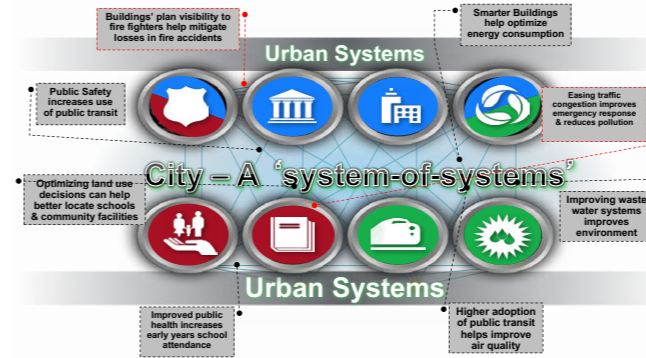 Buildings' plan visibility to
fire fighters help mitigate
losses in fire accidents
Smarter Buildings
help optimize
energy consumption
Urban Systems
Public Safety
increases use
of public transit
Easing traffic
congestion improves
emergency response
& reduces pollution
City – A 'system-of-systems'
Optimizing land use
decisions can help
better locate schools
& community facilities
Improving waste
water systems
improves
environment
Urban Systems
Improved public
health increases
early years school
attendance
Higher adoption
of public transit
helps improve
air quality